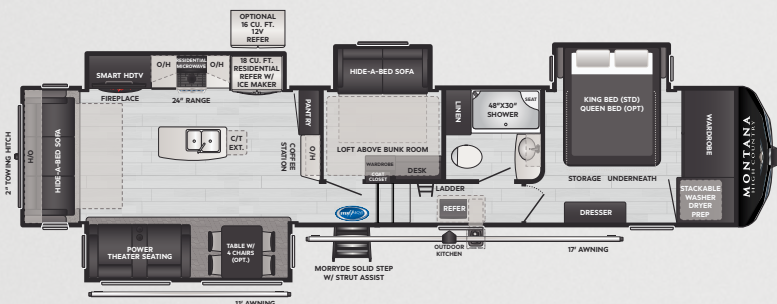 OPTIONAL
16 CU. FT.
12V
REFER
SMART HDTV
O/H
RESIDENTIAL
MICROWAVE
O/H
18 CU. FT.
RESIDENTIAL
REFER W/
ICE MAKER
FIREPLACE
24" RANGE
HIDE-A-BED SOFA
PANTRY
LINEN
48"X30"
SHOWER
SEAT
KING BED (STD)
QUEEN BED (OPT)
WARDROBE
MONTANA
HIGH COUNTRY
2" TOWING HITCH
HIDE-A-BED SOFA
O/H
C/T
EXT.
COFFEE
STATION
O/H
LOFT ABOVE BUNK ROOM
WARDROBE
DESK
COAT
CLOSET
LADDER
REFER
STORAGE UNDERNEATH
DRESSER
STACKABLE
WASHER
DRYER
PREP
POWER
THEATER SEATING
TABLE W/
4 CHAIRS
(OPT.)
MORRYDE SOLID STEP
W/ STRUT ASSIST
OUTDOOR
KITCHEN
17' AWNING
11' AWNING